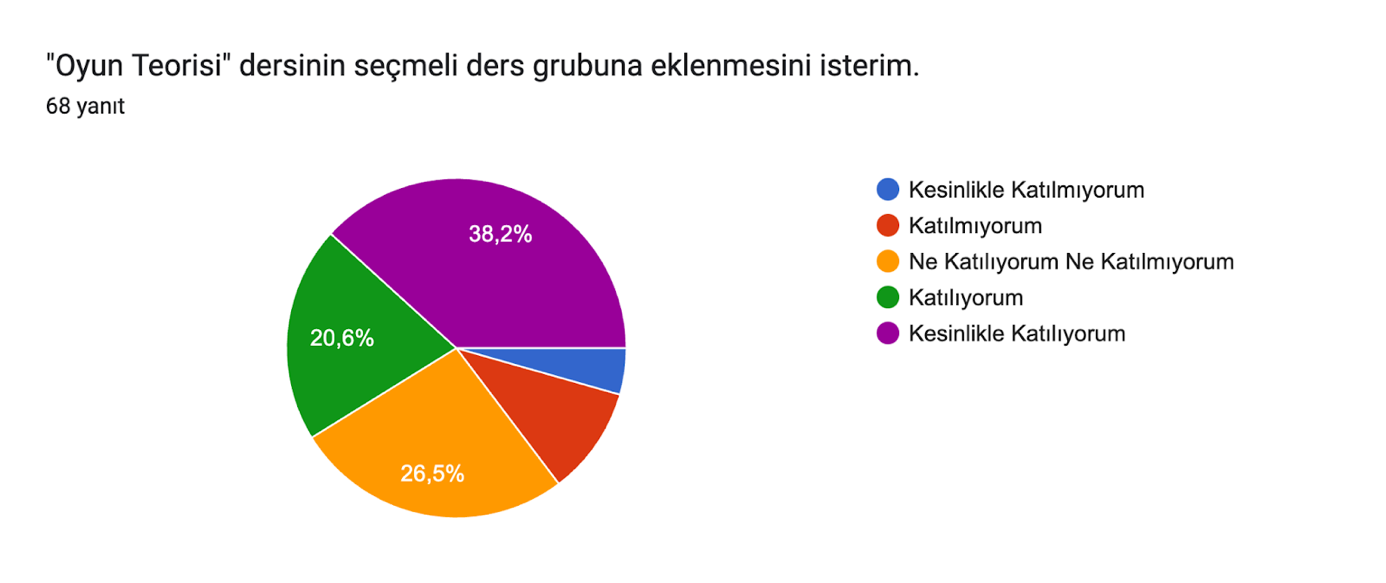 "Oyun Teorisi" dersinin seçmeli ders grubuna eklenmesini isterim.
68 yanıt
38,2%
20,6%
26,5%
Kesinlikle Katılmıyorum
Katılmıyorum
Ne Katılıyorum Ne Katılmıyorum
Katılıyorum
Kesinlikle Katılıyorum